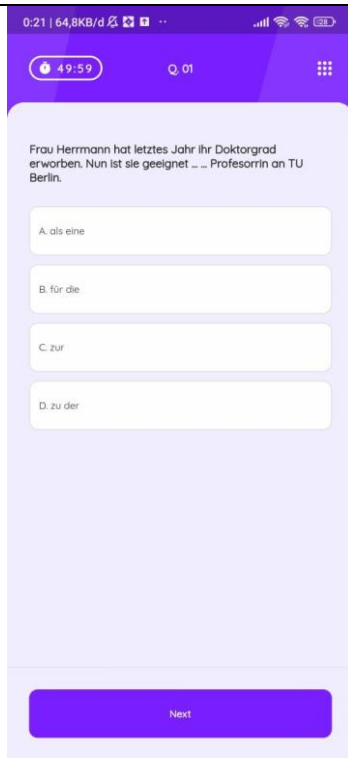 0:21 | 64,8KB/d
28
49:59
Q. 01
Frau Herrmann hat letztes Jahr ihr Doktorgrad
erworben. Nun ist sie geeignet ... ... Profesorrin an TU
Berlin.
A. als eine
B. für die
C. zur
D. zu der
Next